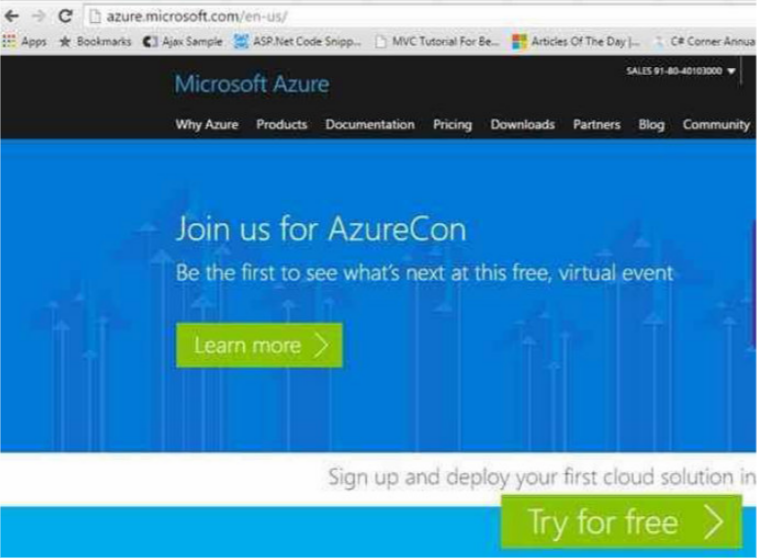 azure.microsoft.com/en-us/
Apps Bookmarks Ajax Sample ASP.Net Code Snipp... MVC Tutorial For Be... Articles Of The Day |... C# Corner Annua
SALES 91-80-40103000
Microsoft Azure
Why Azure Products Documentation Pricing Downloads Partners Blog Community
Join us for AzureCon
Be the first to see what's next at this free, virtual event
Learn more
Sign up and deploy your first cloud solution in
Try for free